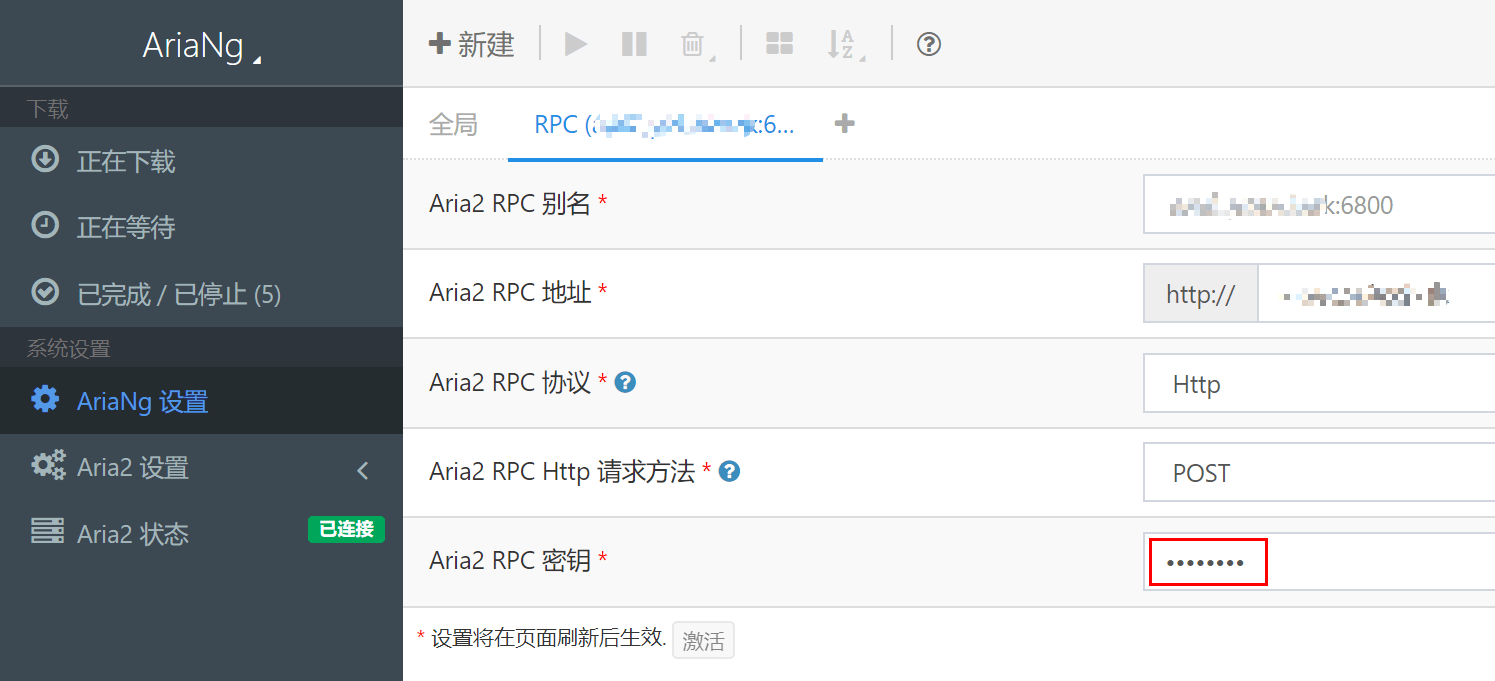 AriaNg
新建
下载
正在下载
正在等待
已完成 / 已停止 (5)
系统设置
AriaNg 设置
Aria2 设置
Aria2 状态 已连接
全局 RPC ( :6...
Aria2 RPC 别名 * :6800
Aria2 RPC 地址 * http://
Aria2 RPC 协议 * Http
Aria2 RPC Http 请求方法 * POST
Aria2 RPC 密钥 * ••••••••
* 设置将在页面刷新后生效. 激活